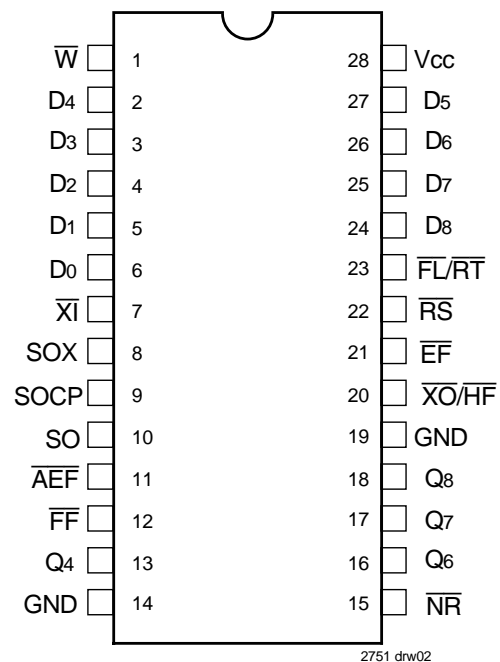 W 1 28 Vcc
D4 2 27 D5
D3 3 26 D6
D2 4 25 D7
D1 5 24 D8
D0 6 23 FL/RT
XI 7 22 RS
SOX 8 21 EF
SOCP 9 20 XO/HF
SO 10 19 GND
AEF 11 18 Q8
FF 12 17 Q7
Q4 13 16 Q6
GND 14 15 NR
2751 drw02